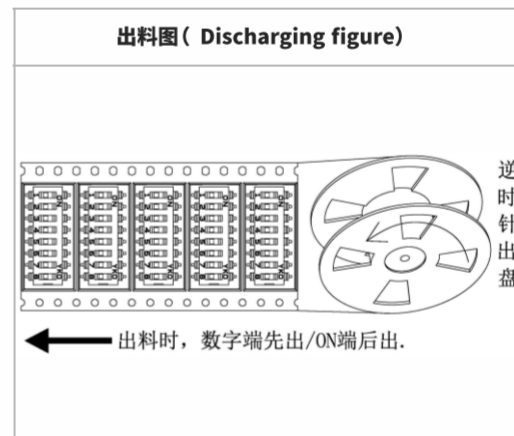 出料图( Discharging figure)
逆
时
针
出
盘
出料时, 数字端先出/ON端后出.